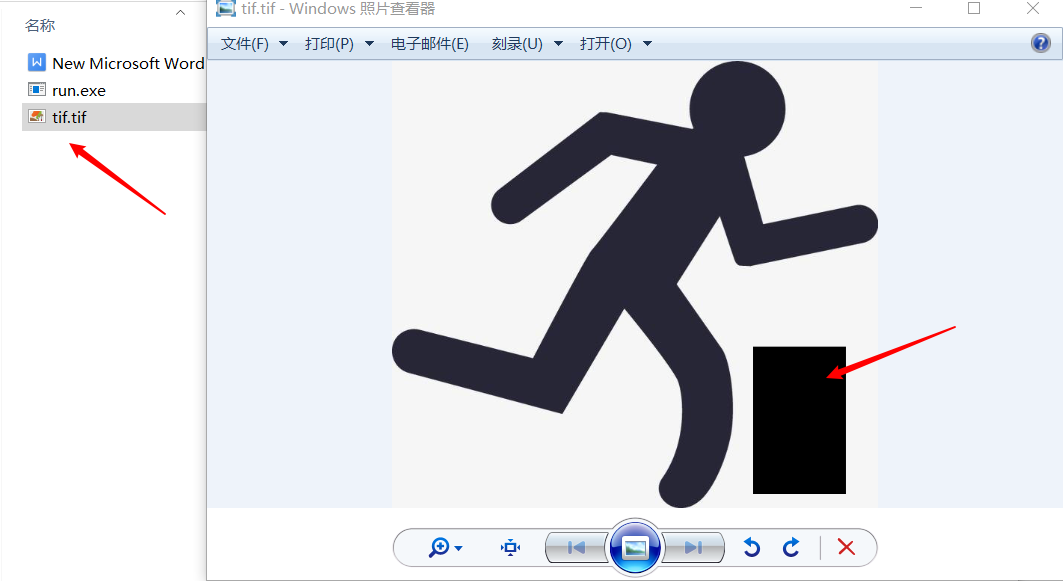 tif.tif - Windows 照片查看器
名称
文件(F) 打印(P) 电子邮件(E) 刻录(U) 打开(O)
New Microsoft Word
run.exe
tif.tif